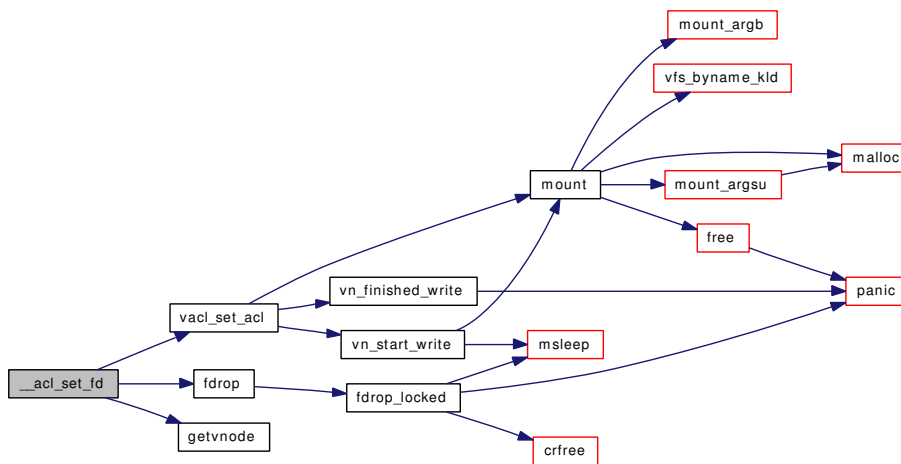 mount_argb
vfs_byname_kld
malloc
mount
mount_argsu
free
vn_finished_write
panic
vacl_set_acl
vn_start_write
msleep
__acl_set_fd
fdrop
fdrop_locked
getvnode
crfree